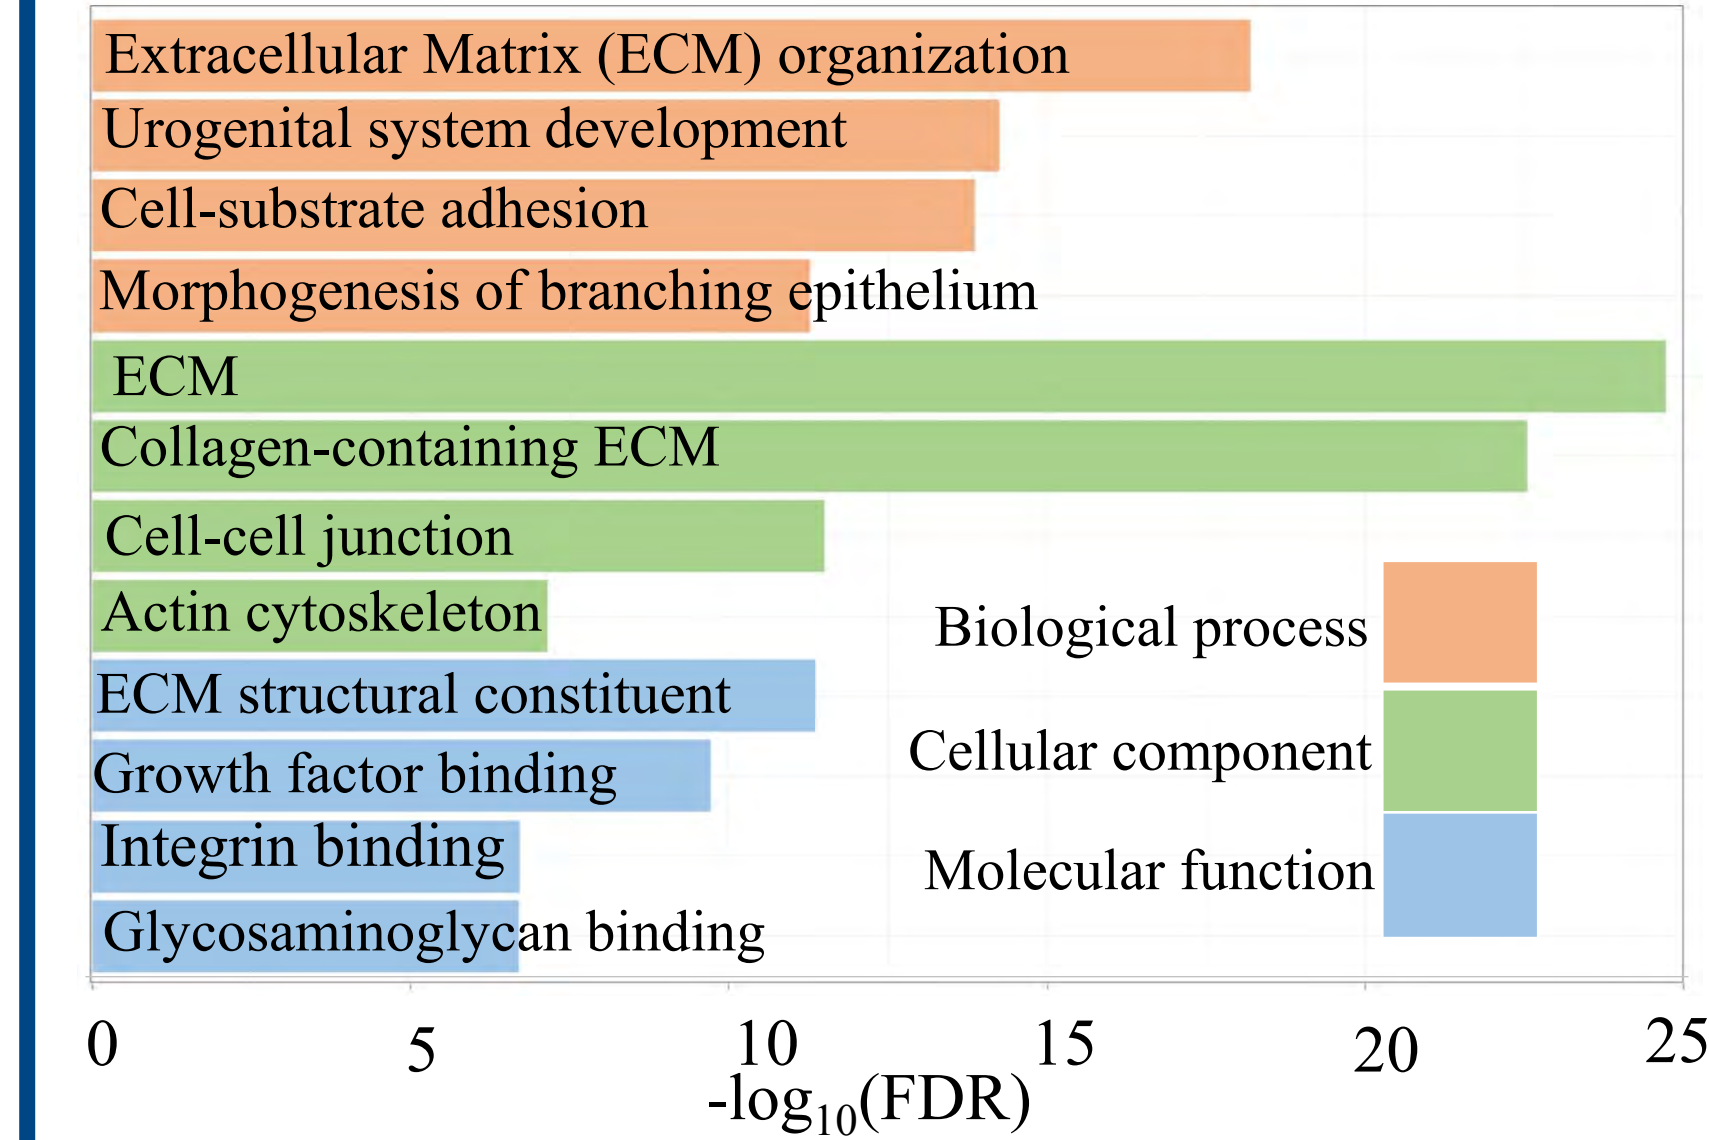 Extracellular Matrix (ECM) organization
Urogenital system development
Cell-substrate adhesion
Morphogenesis of branching epithelium
ECM
Collagen-containing ECM
Cell-cell junction
Actin cytoskeleton
ECM structural constituent
Growth factor binding
Integrin binding
Glycosaminoglycan binding
Biological process
Cellular component
Molecular function
0 5 10 15 20 25
-log₁₀(FDR)